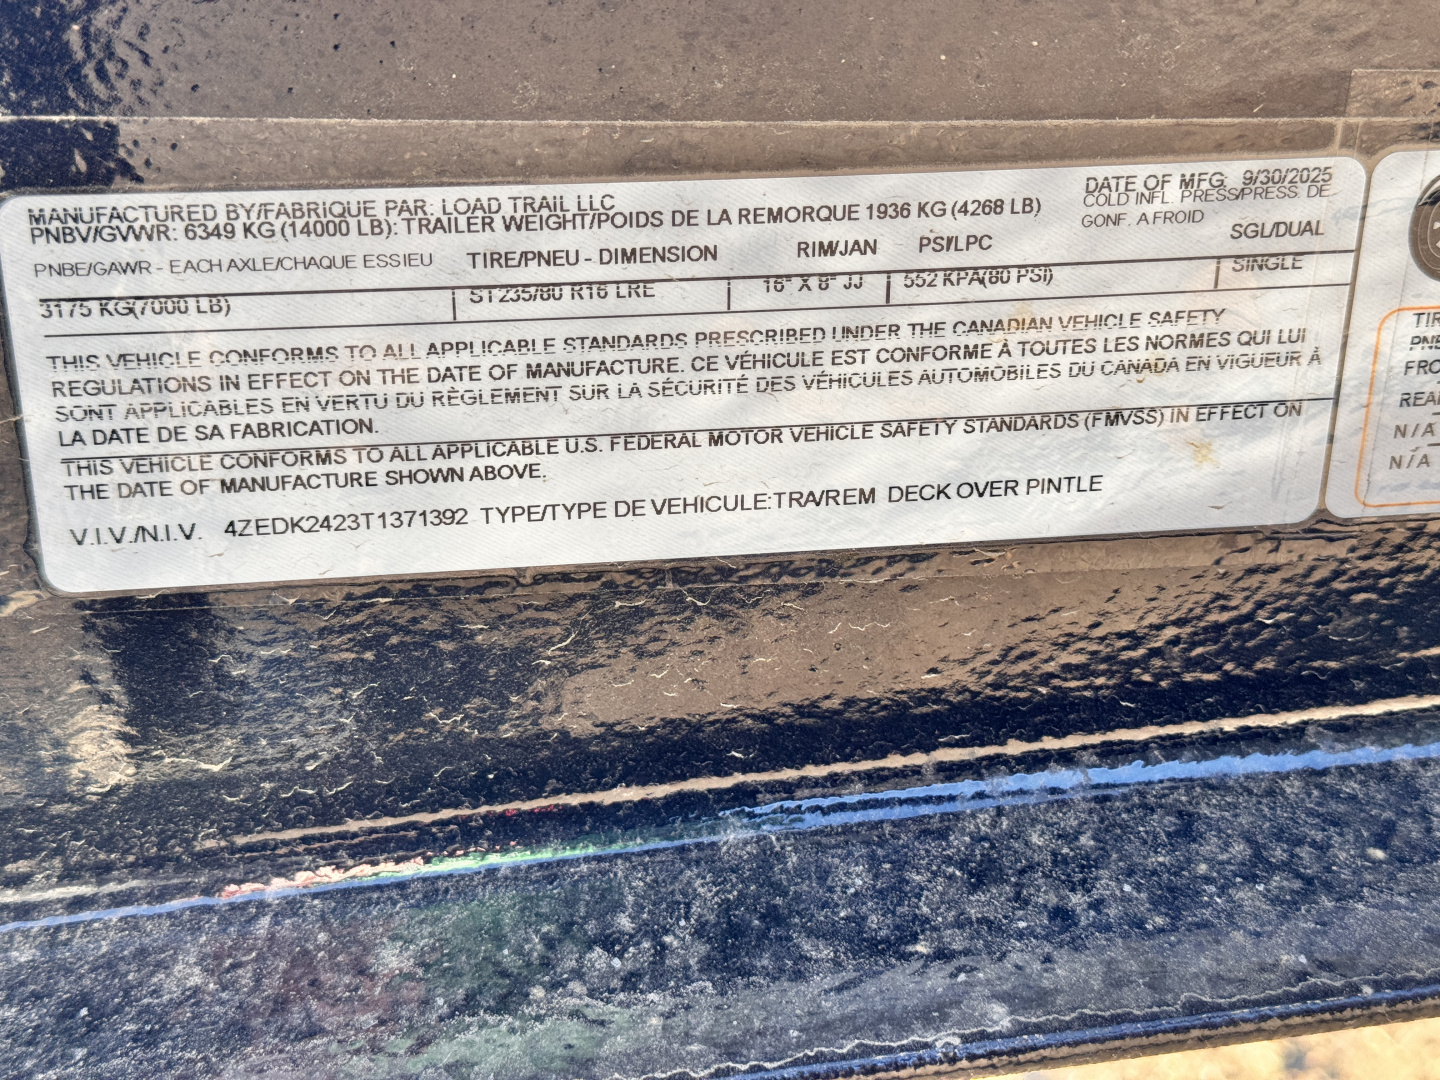 MANUFACTURED BY/FABRIQUE PAR: LOAD TRAIL LLC
DATE OF MFG: 9/30/2025
PNBV/GVWR: 6349 KG (14000 LB): TRAILER WEIGHT/POIDS DE LA REMORQUE 1936 KG (4268 LB)
COLD INFL. PRESS/PRESS. DE
GONF. A FROID
PNBE/GAWR - EACH AXLE/CHAQUE ESSIEU TIRE/PNEU - DIMENSION RIM/JAN PSI/LPC SGL/DUAL
3175 KG(7000 LB) ST235/80 R16 LRE 16" X 8" JJ 552 KPA(80 PSI) SINGLE
THIS VEHICLE CONFORMS TO ALL APPLICABLE STANDARDS PRESCRIBED UNDER THE CANADIAN VEHICLE SAFETY
REGULATIONS IN EFFECT ON THE DATE OF MANUFACTURE. CE VÉHICULE EST CONFORME À TOUTES LES NORMES QUI LUI
SONT APPLICABLES EN VERTU DU RÈGLEMENT SUR LA SÉCURITÉ DES VÉHICULES AUTOMOBILES DU CANADA EN VIGUEUR À
LA DATE DE SA FABRICATION.
THIS VEHICLE CONFORMS TO ALL APPLICABLE U.S. FEDERAL MOTOR VEHICLE SAFETY STANDARDS (FMVSS) IN EFFECT ON
THE DATE OF MANUFACTURE SHOWN ABOVE.
V.I.V./N.I.V. 4ZEDK2423T1371392 TYPE/TYPE DE VEHICULE:TRA/REM DECK OVER PINTLE
N/A
N/A